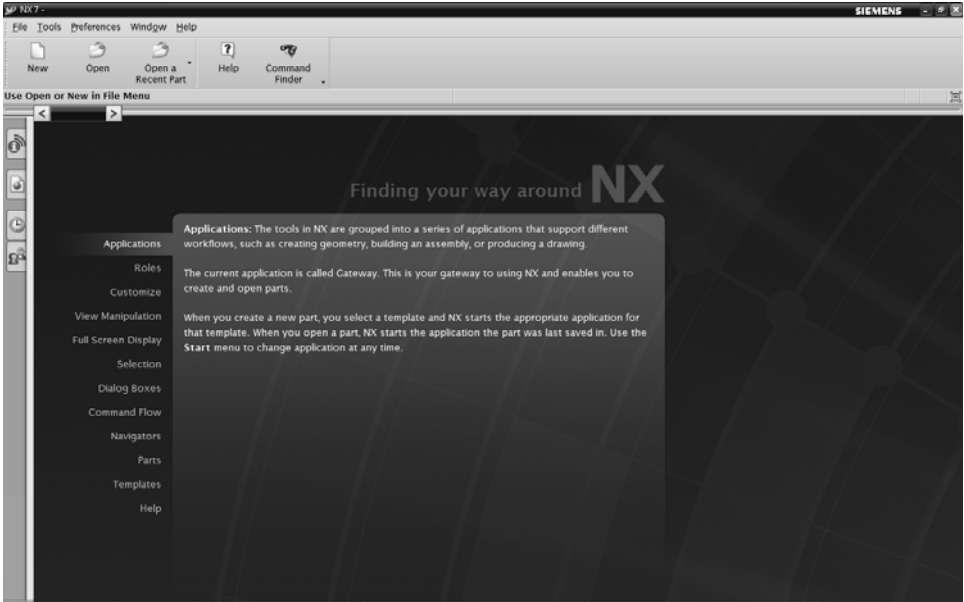 NX 7 -
SIEMENS
File Tools Preferences Window Help
New
Open
Open a
Recent Part
Help
Command
Finder
Use Open or New in File Menu
Finding your way around NX
Applications
Roles
Customize
View Manipulation
Full Screen Display
Selection
Dialog Boxes
Command Flow
Navigators
Parts
Templates
Help
Applications: The tools in NX are grouped into a series of applications that support different
workflows, such as creating geometry, building an assembly, or producing a drawing.
The current application is called Gateway. This is your gateway to using NX and enables you to
create and open parts.
When you create a new part, you select a template and NX starts the appropriate application for
that template. When you open a part, NX starts the application the part was last saved in. Use the
Start menu to change application at any time.